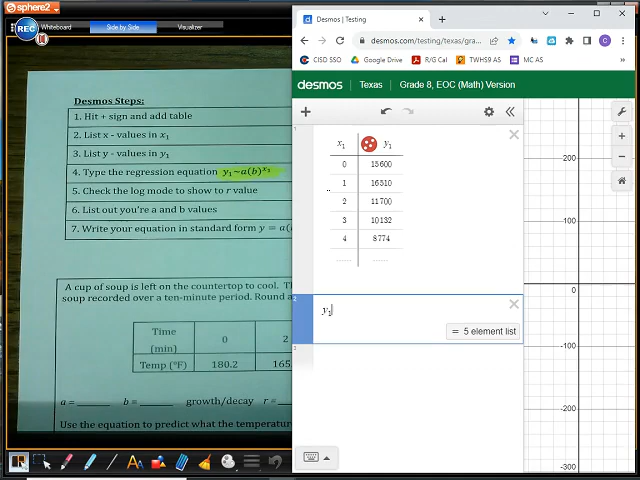 sphere2
REC
Whiteboard
Side by Side
Visualizer
Desmos Steps:
1. Hit + sign and add table
2. List x - values in x₁
3. List y - values in y₁
4. Type the regression equation y₁~a(b)^x₁
5. Check the log mode to show to r value
6. List out you're a and b values
7. Write your equation in standard form y = a(
A cup of soup is left on the countertop to cool.
soup recorded over a ten-minute period. Round
Time (min) 0 2
Temp (°F) 180.2 165.
a = ____ b = ____ growth/decay r =
Use the equation to predict what the temperatur
Desmos | Testing
desmos.com/testing/texas/gra...
CISD SSO
Google Drive
R/G Cal
TWHS9 AS
MC AS
C
desmos
Texas
Grade 8, EOC (Math) Version
1
x₁ y₁
0 15600
1 16510
2 11700
3 10132
4 8774
2
y₁
= 5 element list
3
200
100
0
-100
-200
-300